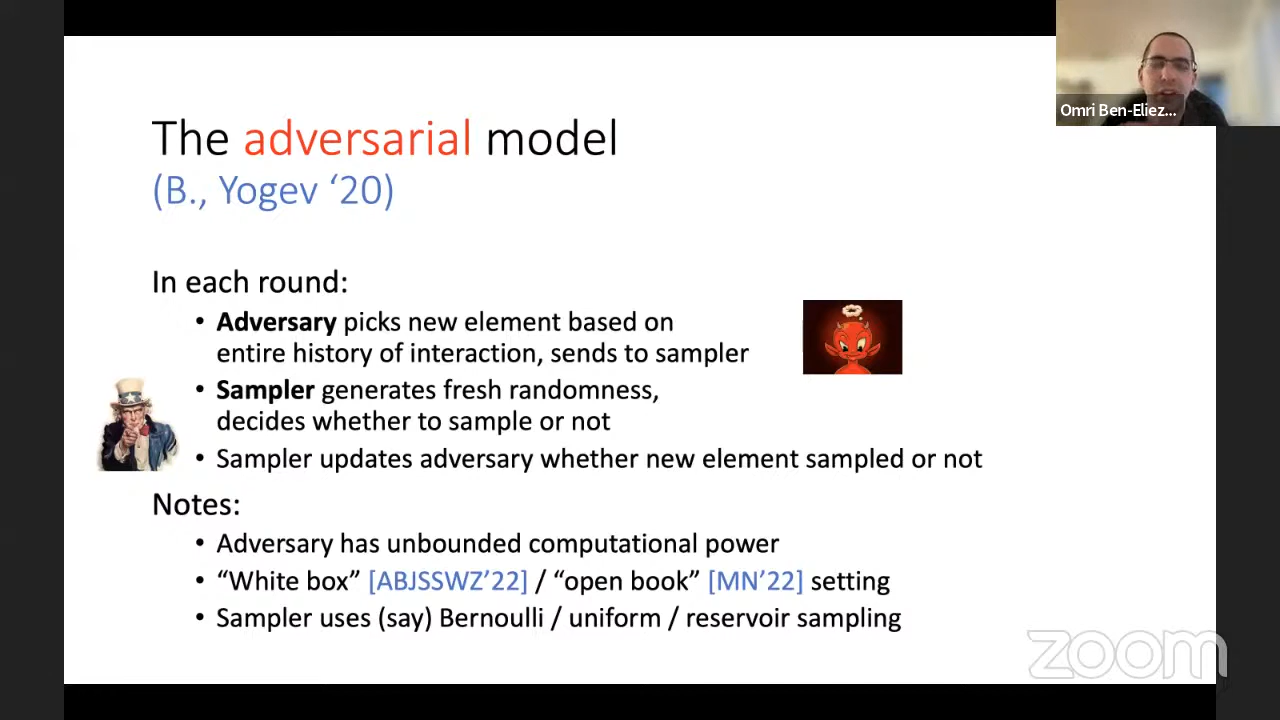 Omri Ben-Eliez...
The adversarial model
(B., Yogev ‘20)
In each round:
• Adversary picks new element based on
entire history of interaction, sends to sampler
• Sampler generates fresh randomness,
decides whether to sample or not
• Sampler updates adversary whether new element sampled or not
Notes:
• Adversary has unbounded computational power
• “White box” [ABJSSWZ’22] / “open book” [MN’22] setting
• Sampler uses (say) Bernoulli / uniform / reservoir sampling
zoom